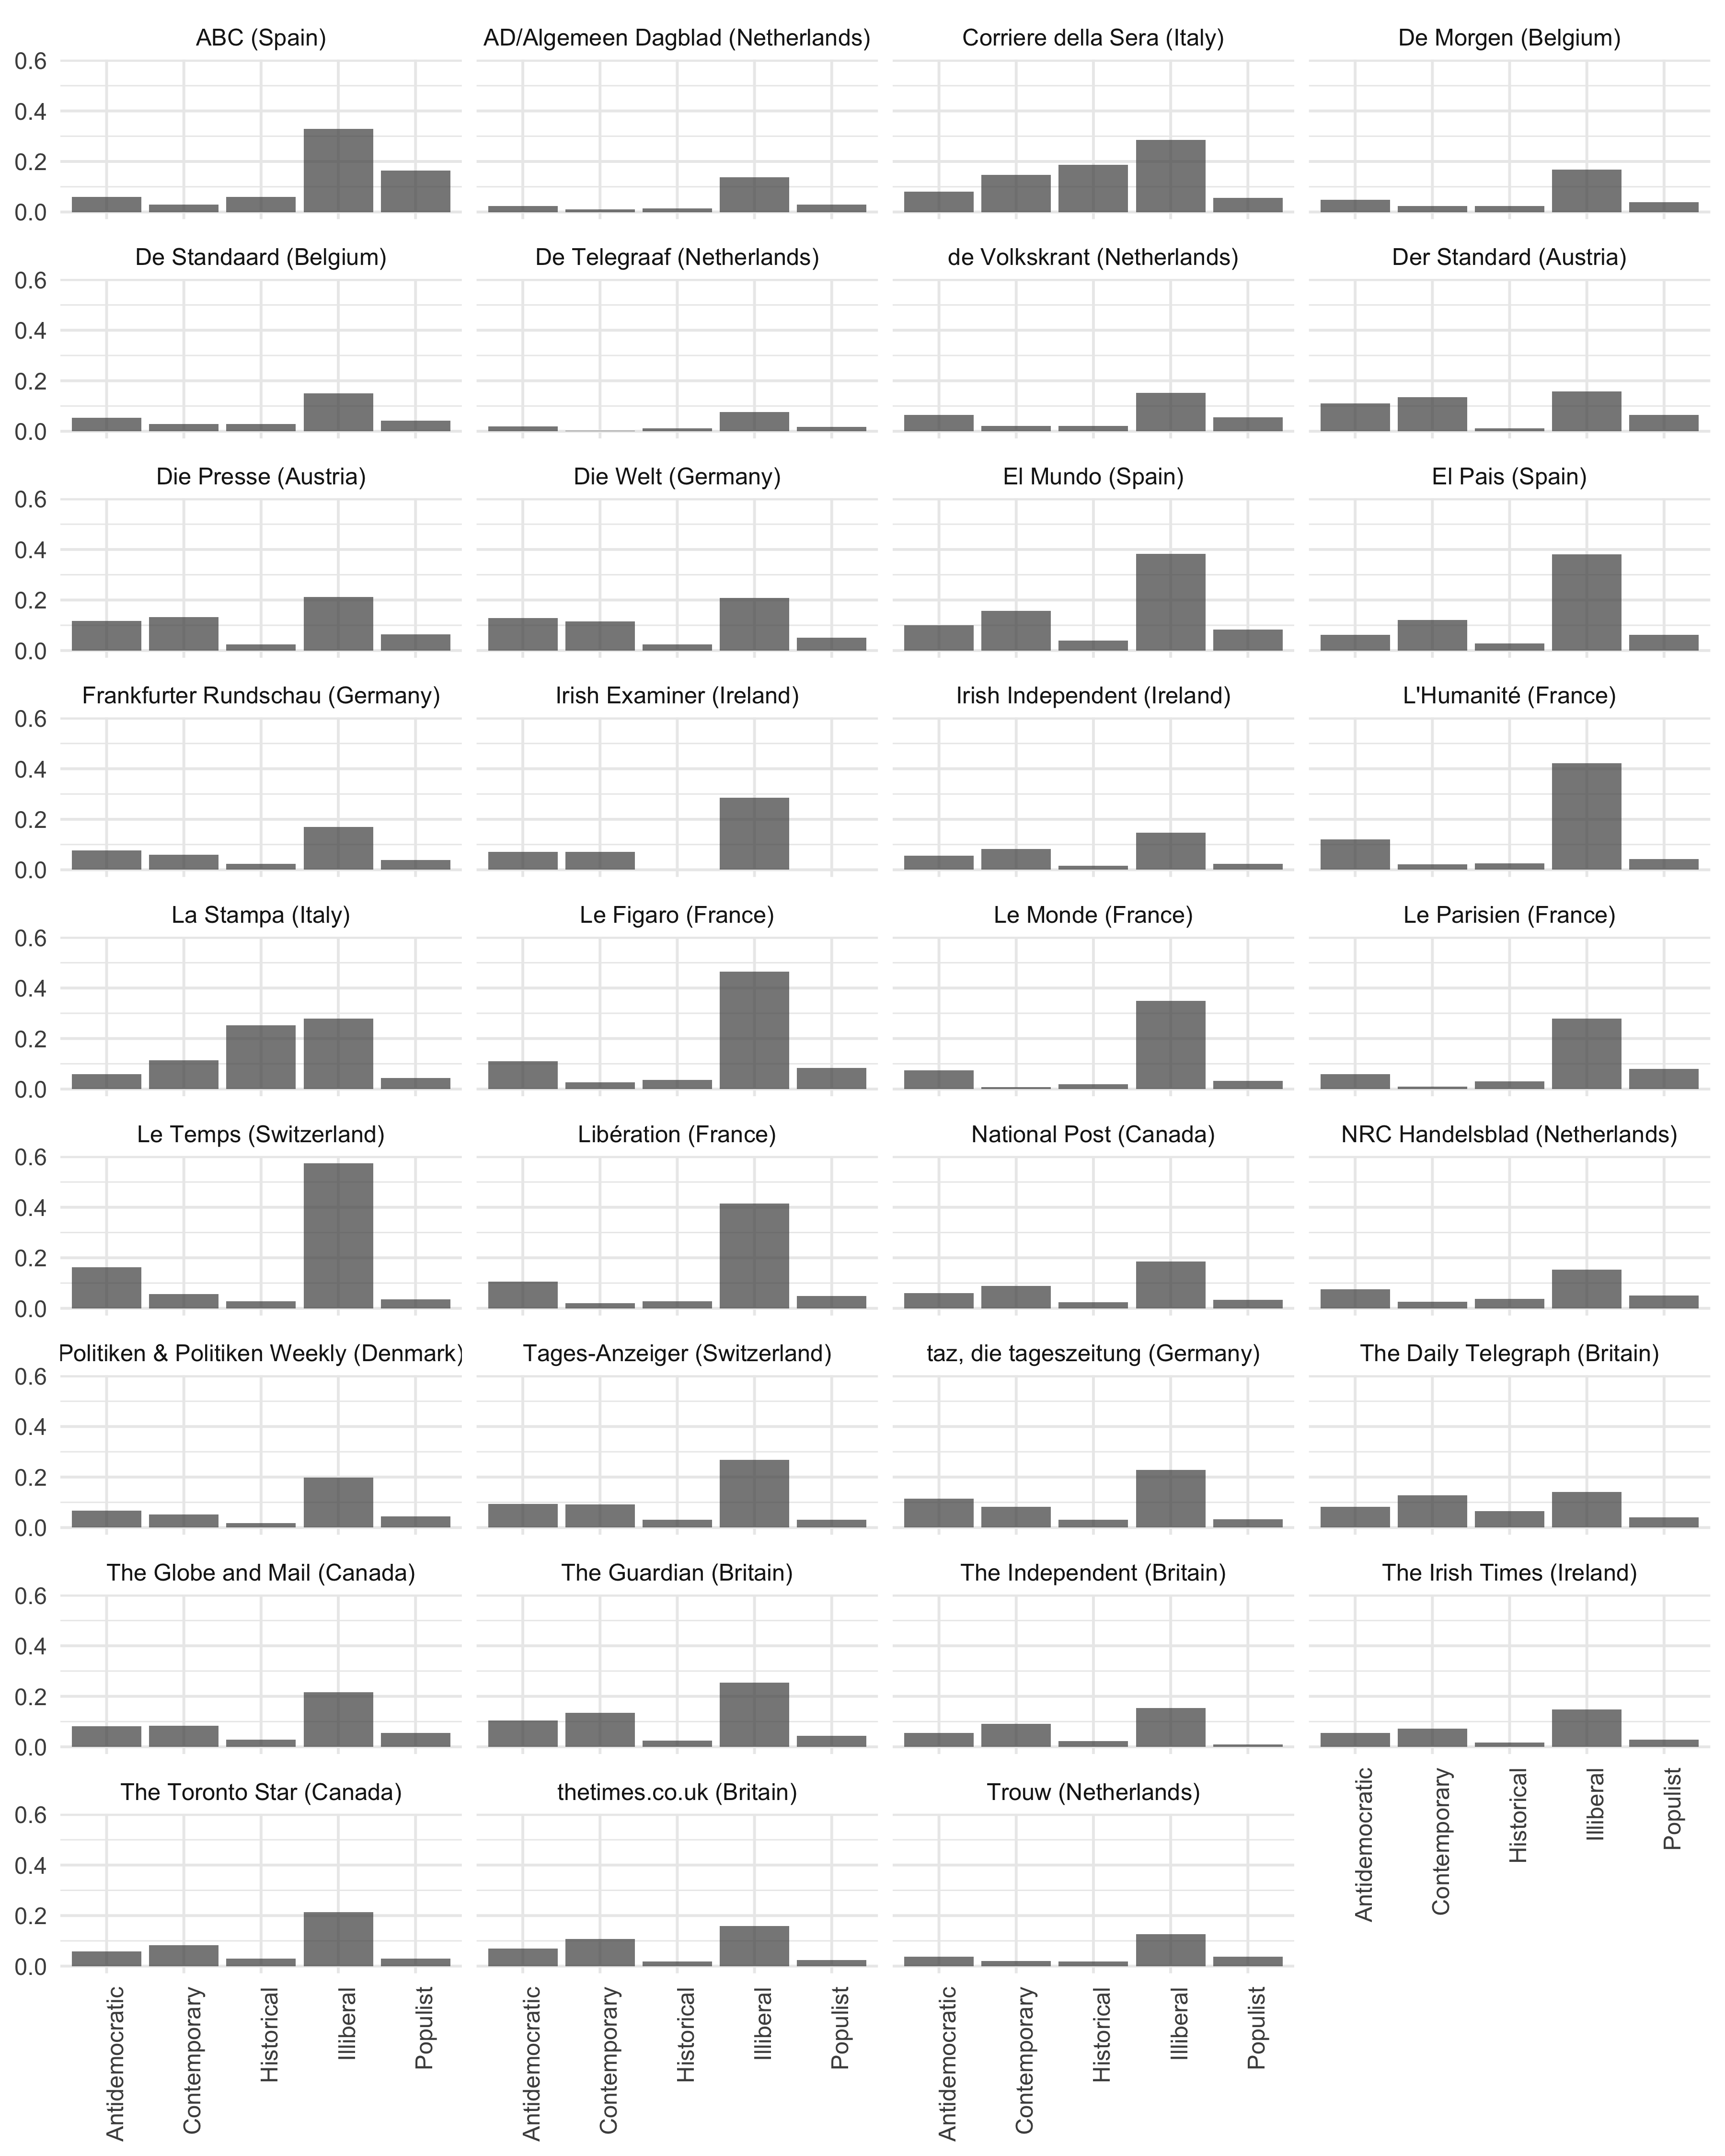 ABC (Spain)
AD/Algemeen Dagblad (Netherlands)
Corriere della Sera (Italy)
De Morgen (Belgium)
0.6
0.4
0.2
0.0
De Standaard (Belgium)
De Telegraaf (Netherlands)
de Volkskrant (Netherlands)
Der Standard (Austria)
0.6
0.4
0.2
0.0
Die Presse (Austria)
Die Welt (Germany)
El Mundo (Spain)
El Pais (Spain)
0.6
0.4
0.2
0.0
Frankfurter Rundschau (Germany)
Irish Examiner (Ireland)
Irish Independent (Ireland)
L'Humanité (France)
0.6
0.4
0.2
0.0
La Stampa (Italy)
Le Figaro (France)
Le Monde (France)
Le Parisien (France)
0.6
0.4
0.2
0.0
Le Temps (Switzerland)
Libération (France)
National Post (Canada)
NRC Handelsblad (Netherlands)
0.6
0.4
0.2
0.0
Politiken & Politiken Weekly (Denmark)
Tages-Anzeiger (Switzerland)
taz, die tageszeitung (Germany)
The Daily Telegraph (Britain)
0.6
0.4
0.2
0.0
The Globe and Mail (Canada)
The Guardian (Britain)
The Independent (Britain)
The Irish Times (Ireland)
0.6
0.4
0.2
0.0
Antidemocratic
Contemporary
Historical
Illiberal
Populist
The Toronto Star (Canada)
thetimes.co.uk (Britain)
Trouw (Netherlands)
0.6
0.4
0.2
0.0
Antidemocratic
Contemporary
Historical
Illiberal
Populist
Antidemocratic
Contemporary
Historical
Illiberal
Populist
Antidemocratic
Contemporary
Historical
Illiberal
Populist